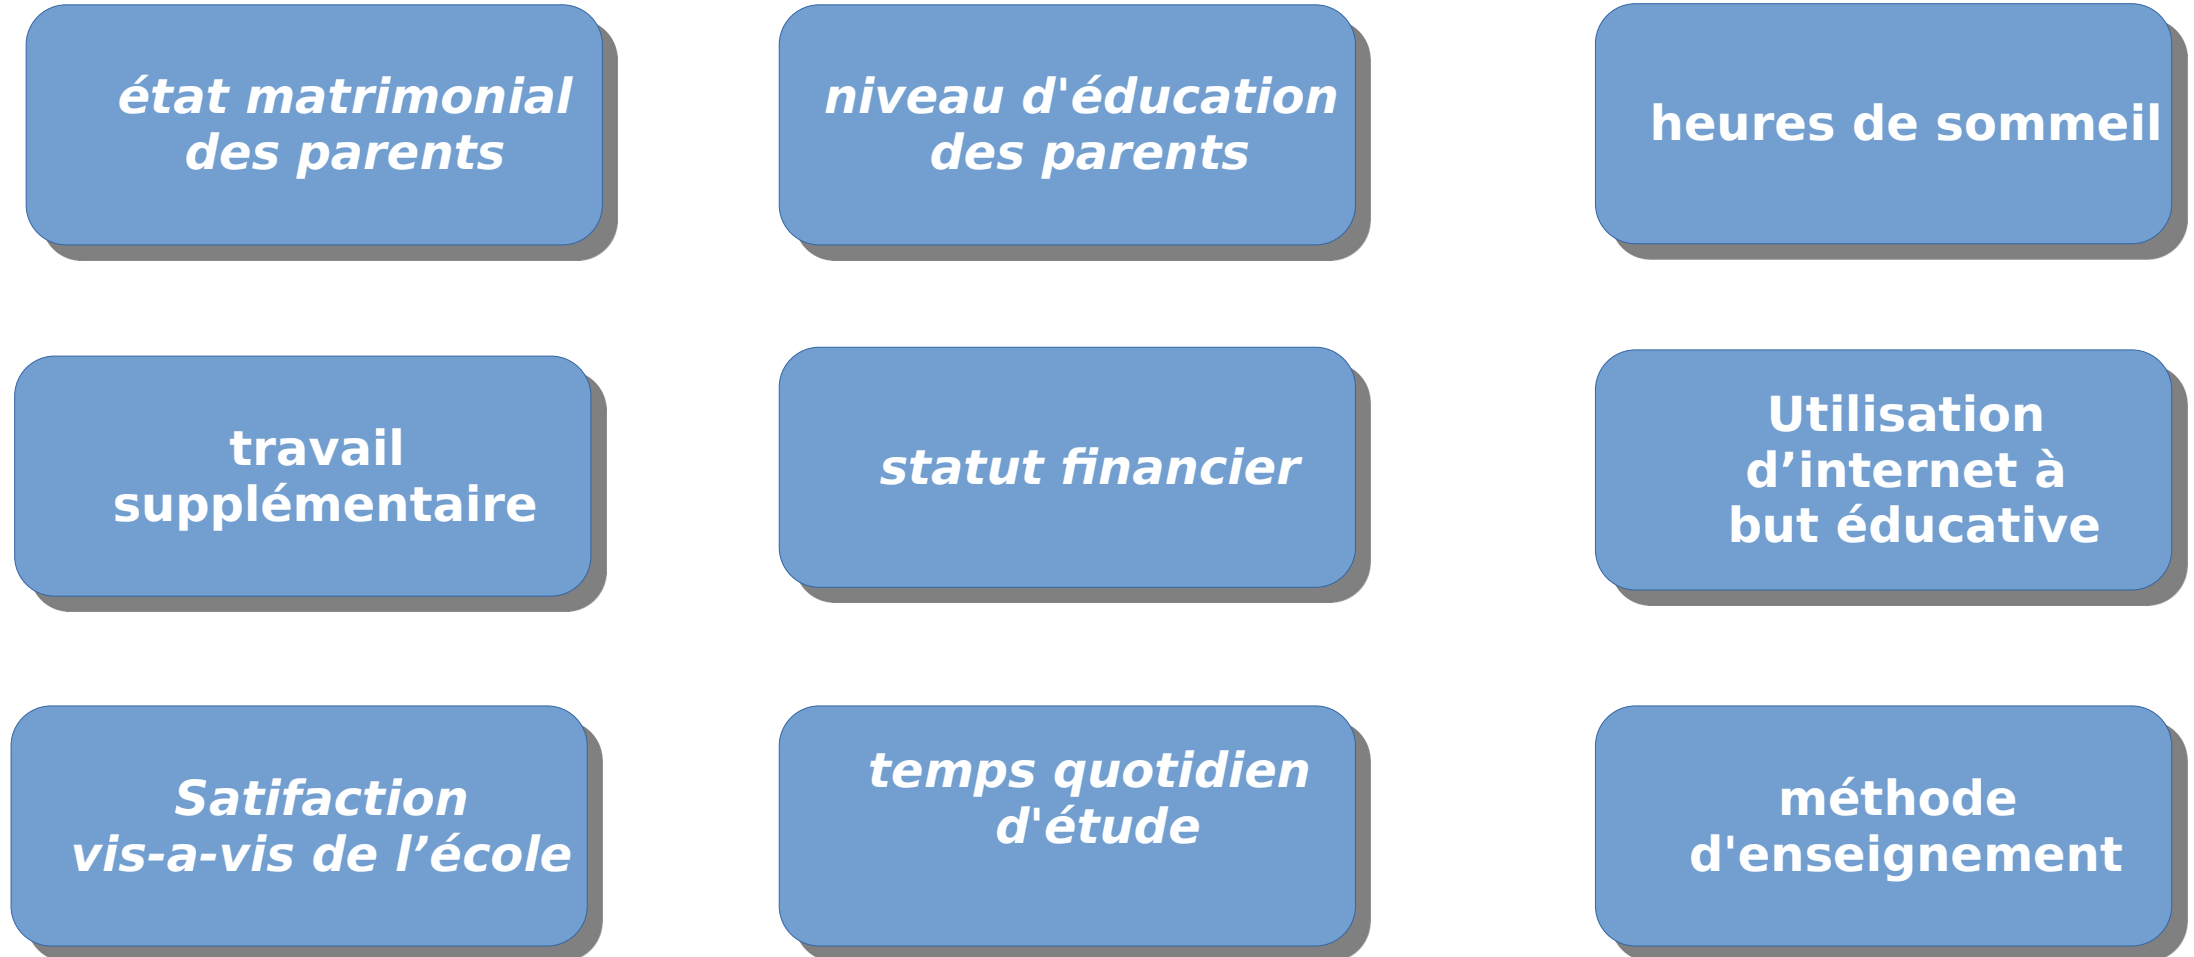 état matrimonial
des parents
niveau d'éducation
des parents
heures de sommeil
travail
supplémentaire
statut financier
Utilisation
d’internet à
but éducative
Satifaction
vis-a-vis de l’école
temps quotidien
d'étude
méthode
d'enseignement